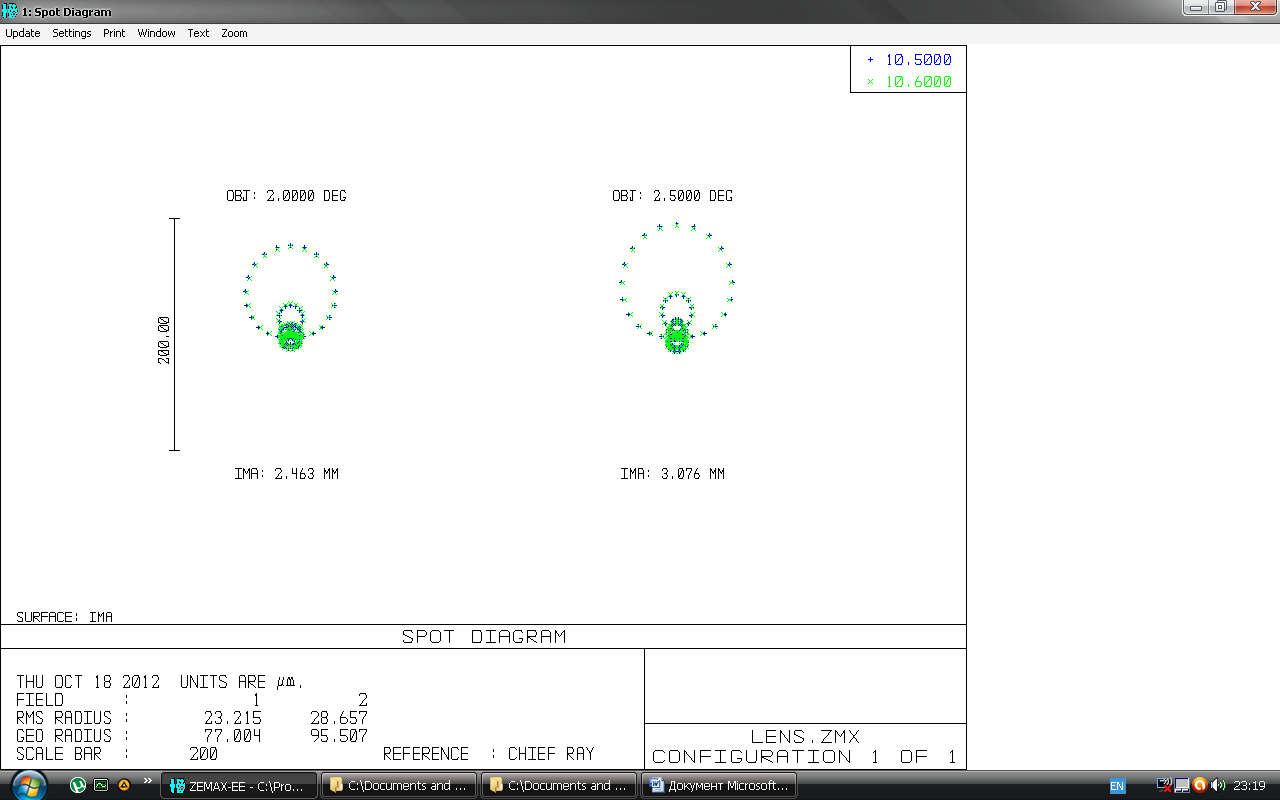 1: Spot Diagram
Update Settings Print Window Text Zoom
+ 10.5000
× 10.6000
OBJ: 2.0000 DEG OBJ: 2.5000 DEG
200.00
IMA: 2.463 MM IMA: 3.076 MM
SURFACE: IMA
SPOT DIAGRAM
THU OCT 18 2012 UNITS ARE µm.
FIELD : 1 2
RMS RADIUS : 23.215 28.657
GEO RADIUS : 77.004 95.507
SCALE BAR : 200 REFERENCE : CHIEF RAY
LENS.ZMX
CONFIGURATION 1 OF 1
ZEMAX-EE - C:\Pro... C:\Documents and ... C:\Documents and ... Документ Microsoft... EN 23:19